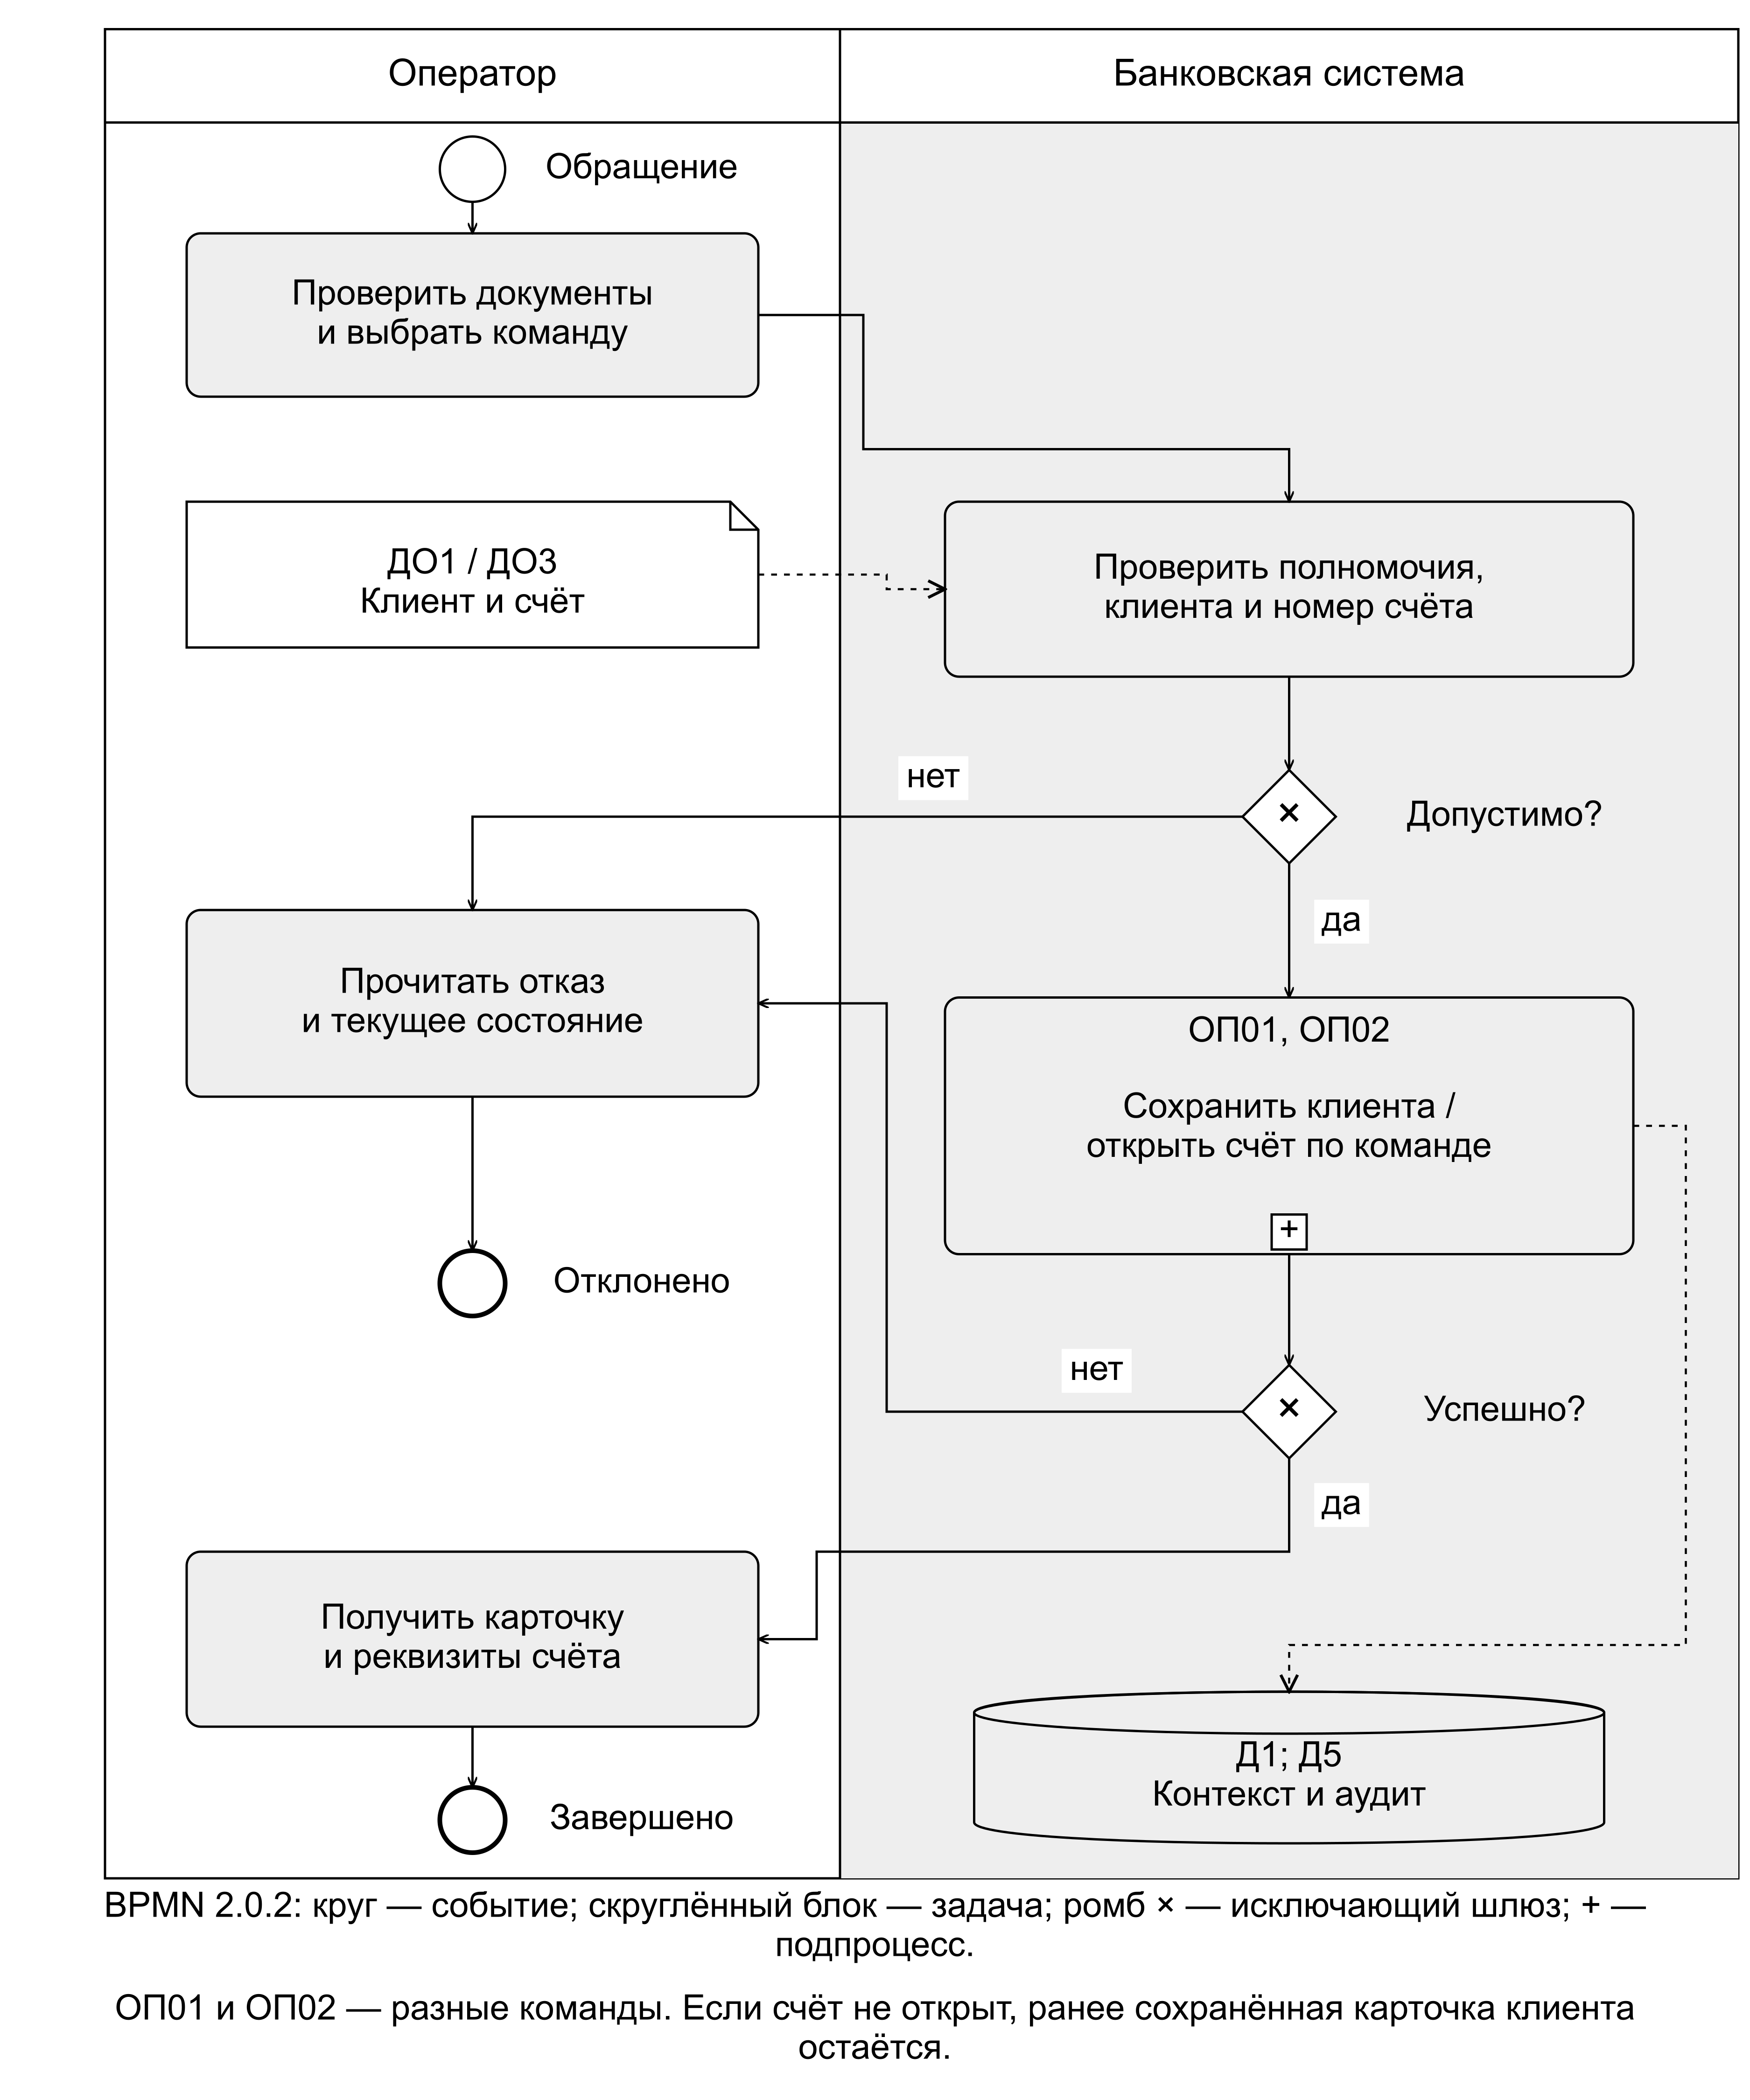 Оператор
Банковская система
Обращение
Проверить документы
и выбрать команду
ДО1 / ДО3
Клиент и счёт
Проверить полномочия,
клиента и номер счёта
нет
×
Допустимо?
да
Прочитать отказ
и текущее состояние
ОП01, ОП02
Сохранить клиента /
открыть счёт по команде
+
Отклонено
нет
×
Успешно?
да
Получить карточку
и реквизиты счёта
Д1; Д5
Контекст и аудит
Завершено
BPMN 2.0.2: круг — событие; скруглённый блок — задача; ромб × — исключающий шлюз; + —
подпроцесс.
ОП01 и ОП02 — разные команды. Если счёт не открыт, ранее сохранённая карточка клиента
остаётся.